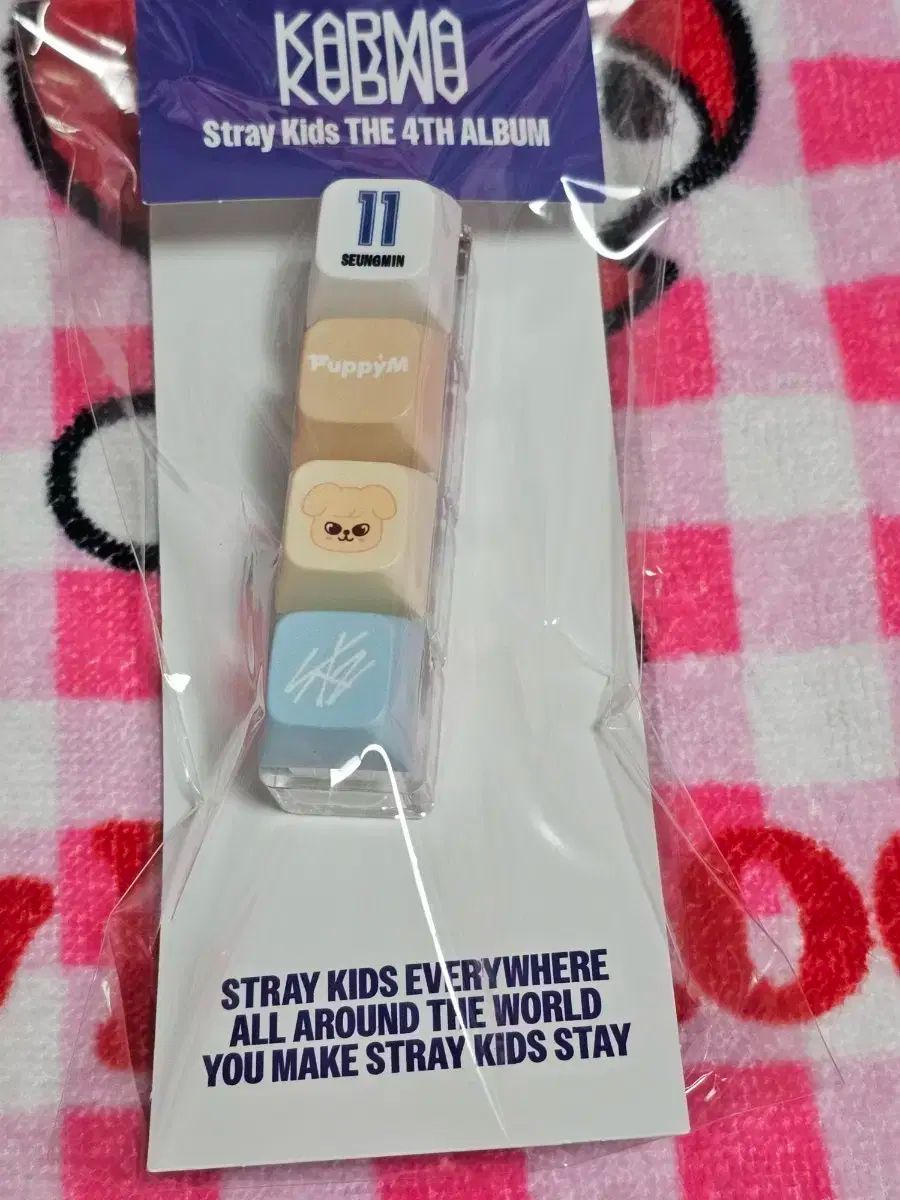 KARMA
Stray Kids THE 4TH ALBUM
11
SEUNGMIN
PuppyM
SKZ
STRAY KIDS EVERYWHERE
ALL AROUND THE WORLD
YOU MAKE STRAY KIDS STAY